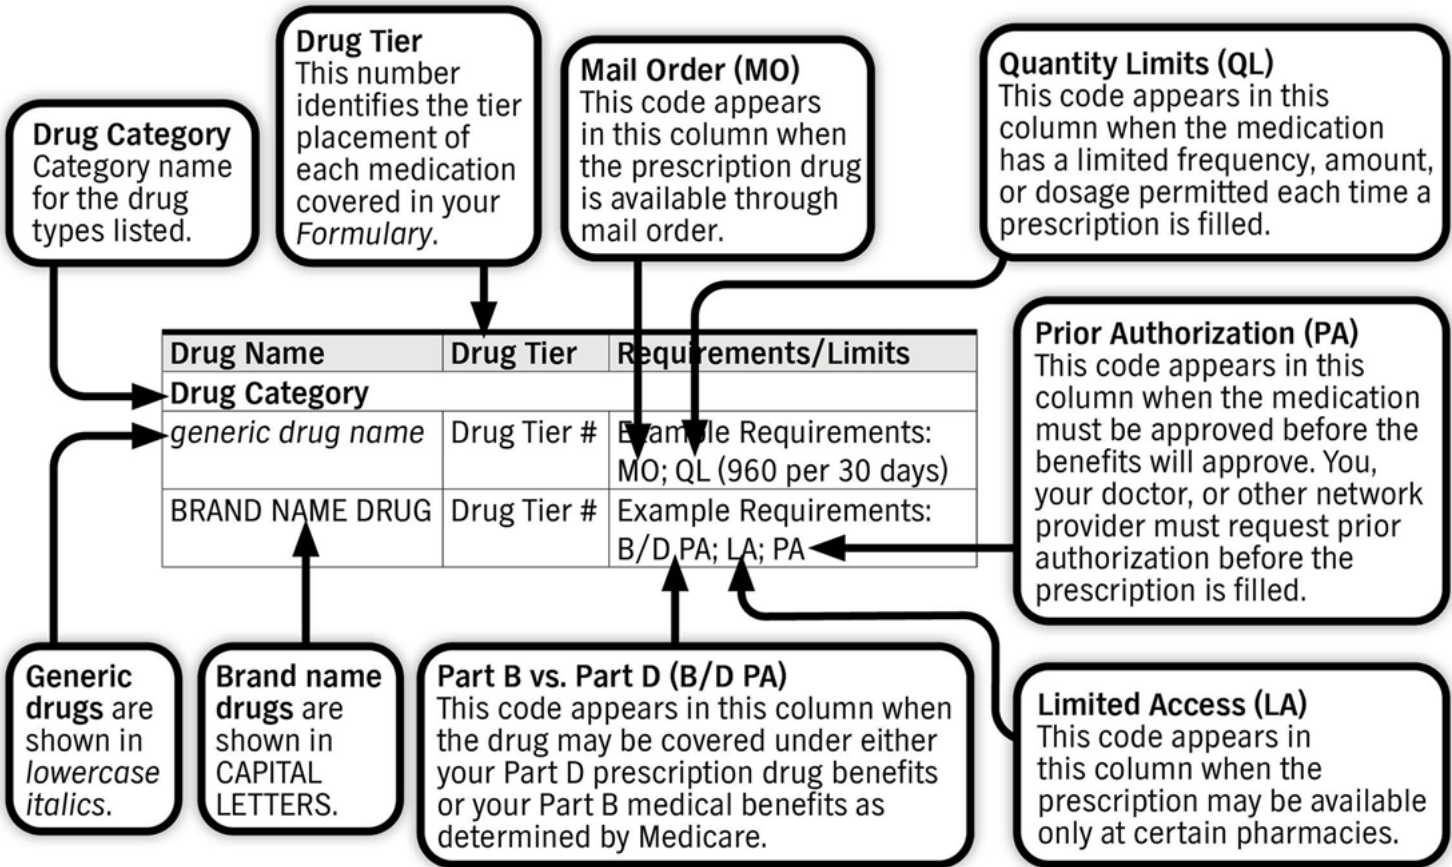 Drug Category
Category name
for the drug
types listed.
Drug Tier
This number
identifies the tier
placement of
each medication
covered in your
Formulary.
Mail Order (MO)
This code appears
in this column when
the prescription drug
is available through
mail order.
Quantity Limits (QL)
This code appears in this
column when the medication
has a limited frequency, amount,
or dosage permitted each time a
prescription is filled.
Drug Name Drug Tier Requirements/Limits
Drug Category
generic drug name Drug Tier # Example Requirements:
MO; QL (960 per 30 days)
BRAND NAME DRUG Drug Tier # Example Requirements:
B/D PA; LA; PA
Prior Authorization (PA)
This code appears in this
column when the medication
must be approved before the
benefits will approve. You,
your doctor, or other network
provider must request prior
authorization before the
prescription is filled.
Generic
drugs are
shown in
lowercase
italics.
Brand name
drugs are
shown in
CAPITAL
LETTERS.
Part B vs. Part D (B/D PA)
This code appears in this column when
the drug may be covered under either
your Part D prescription drug benefits
or your Part B medical benefits as
determined by Medicare.
Limited Access (LA)
This code appears in
this column when the
prescription may be available
only at certain pharmacies.